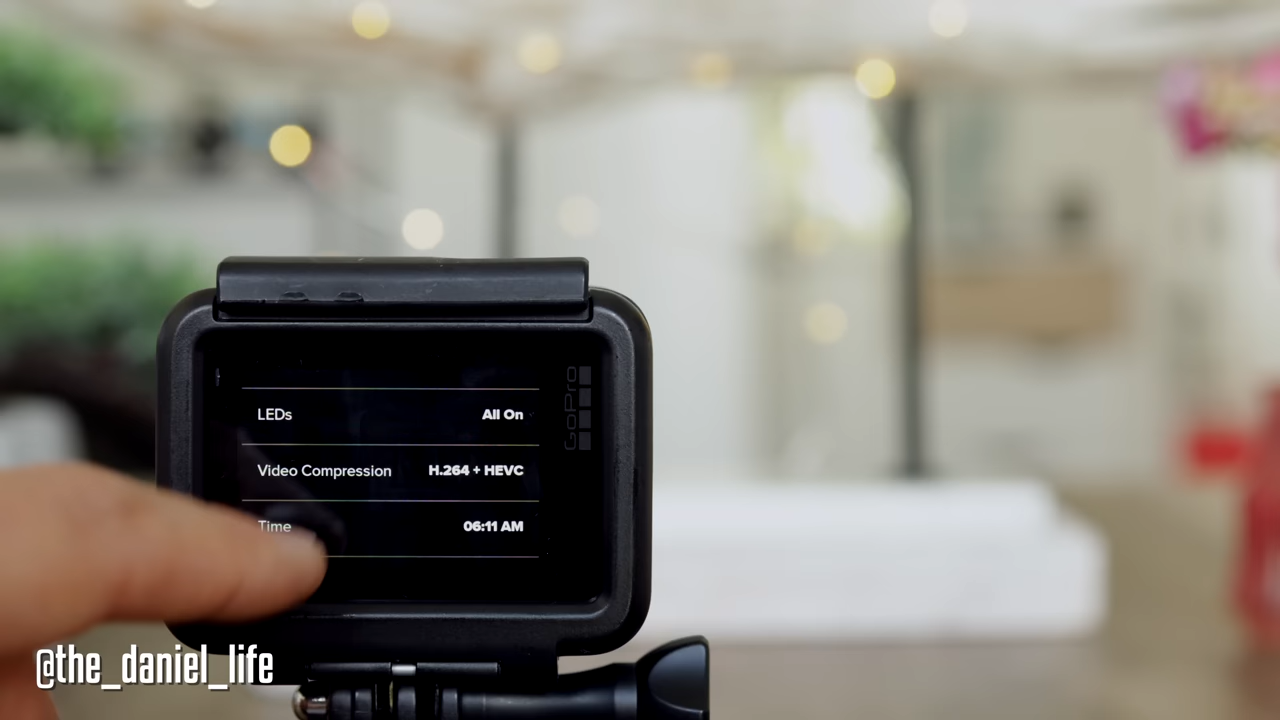 LEDs All On
Video Compression H.264 + HEVC
Time 06:11 AM
GoPro
@the_daniel_life